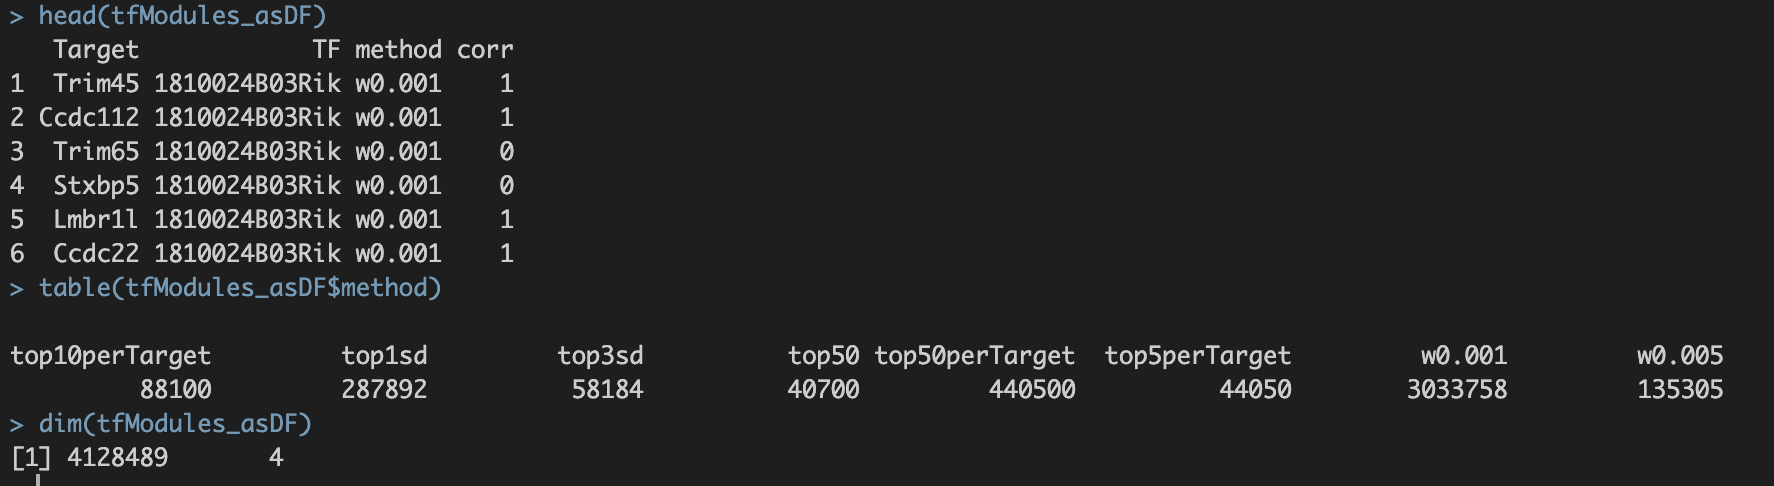 > head(tfModules_asDF)
   Target            TF method corr
1  Trim45 1810024B03Rik w0.001    1
2 Ccdc112 1810024B03Rik w0.001    1
3  Trim65 1810024B03Rik w0.001    0
4  Stxbp5 1810024B03Rik w0.001    0
5  Lmbr1l 1810024B03Rik w0.001    1
6  Ccdc22 1810024B03Rik w0.001    1
> table(tfModules_asDF$method)
top10perTarget        top1sd        top3sd         top50 top50perTarget  top5perTarget        w0.001        w0.005
         88100        287892         58184         40700         440500          44050       3033758        135305
> dim(tfModules_asDF)
[1] 4128489       4